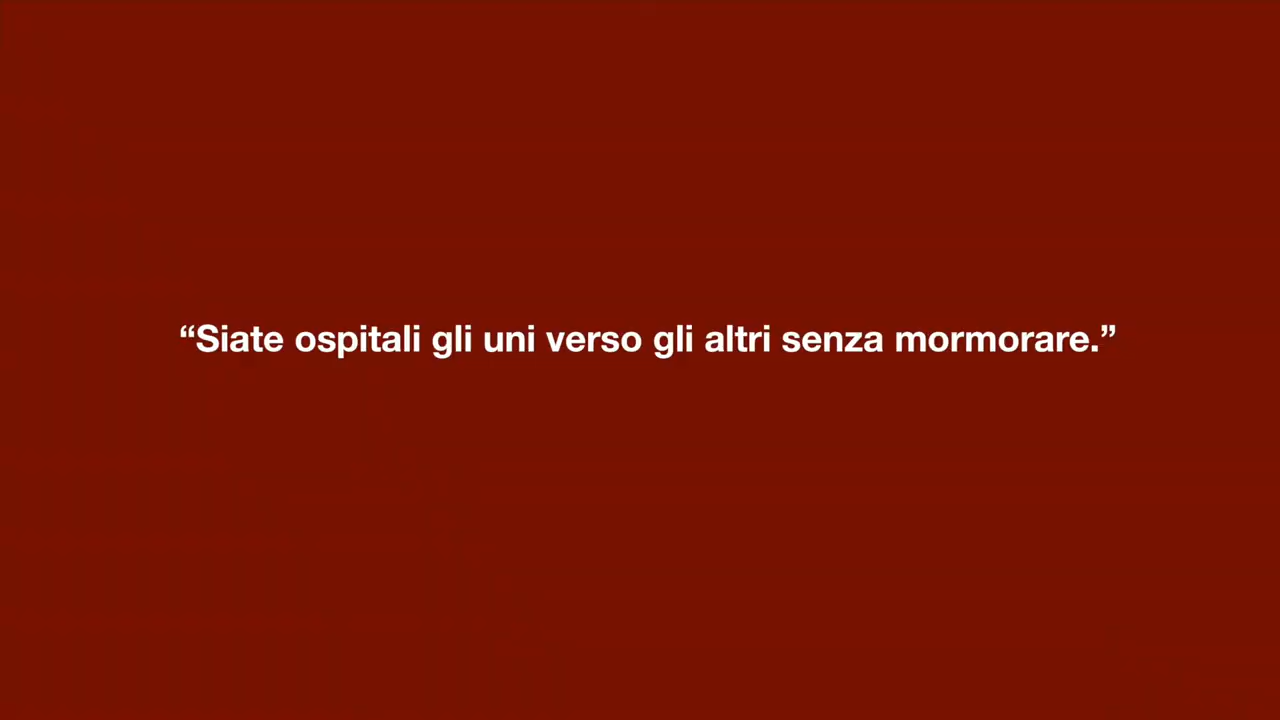 “Siate ospitali gli uni verso gli altri senza mormorare.”